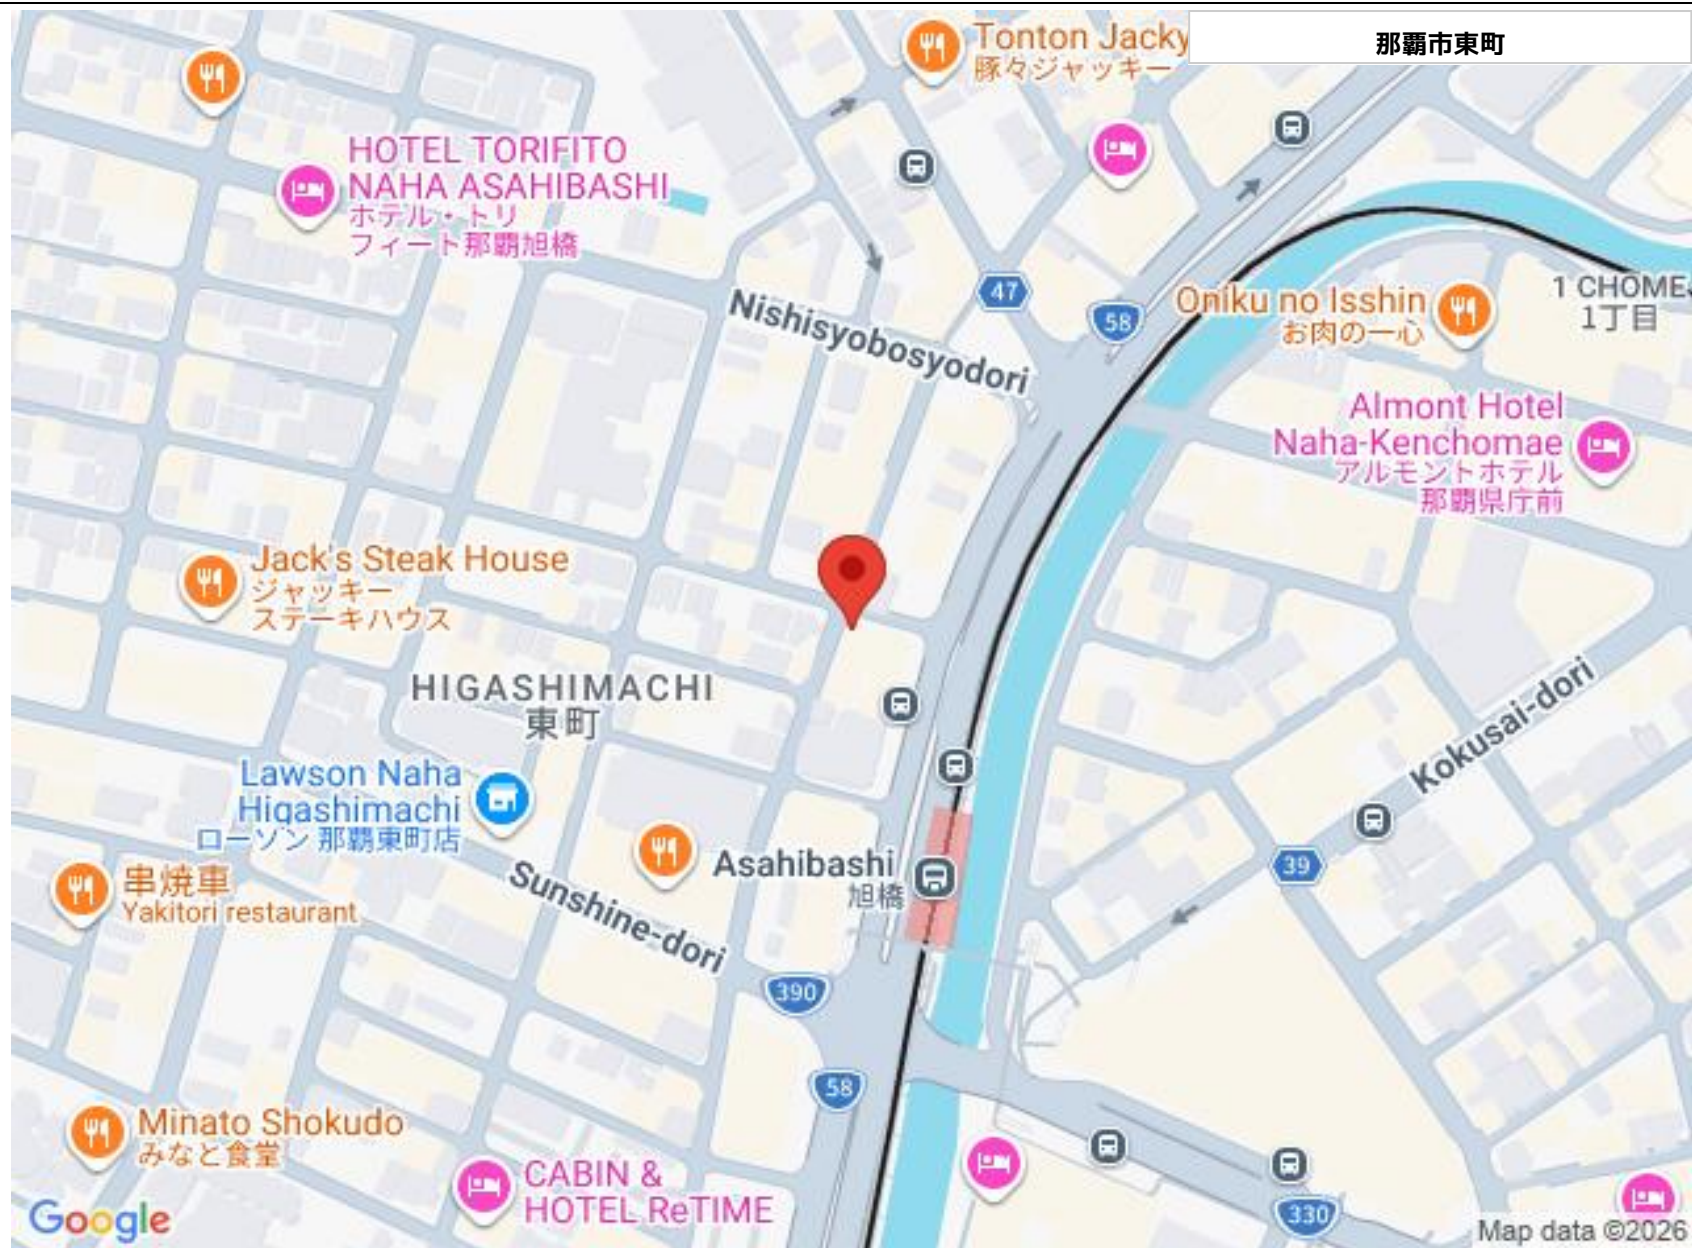 那覇市東町
Tonton Jacky
豚々ジャッキー
HOTEL TORIFITO
NAHA ASAHIBASHI
ホテル・トリ
フィート那覇旭橋
47
58
Nishisyobosyodori
Oniku no Isshin
お肉の一心
1 CHOME
1丁目
Almont Hotel
Naha-Kenchomae
アルモントホテル
那覇県庁前
Jack's Steak House
ジャッキー
ステーキハウス
HIGASHIMACHI
東町
Kokusai-dori
Lawson Naha
Higashimachi
ローソン 那覇東町店
Asahibashi
旭橋
39
串焼車
Yakitori restaurant
Sunshine-dori
390
58
Minato Shokudo
みなと食堂
CABIN &
HOTEL ReTIME
330
Google
Map data ©2026